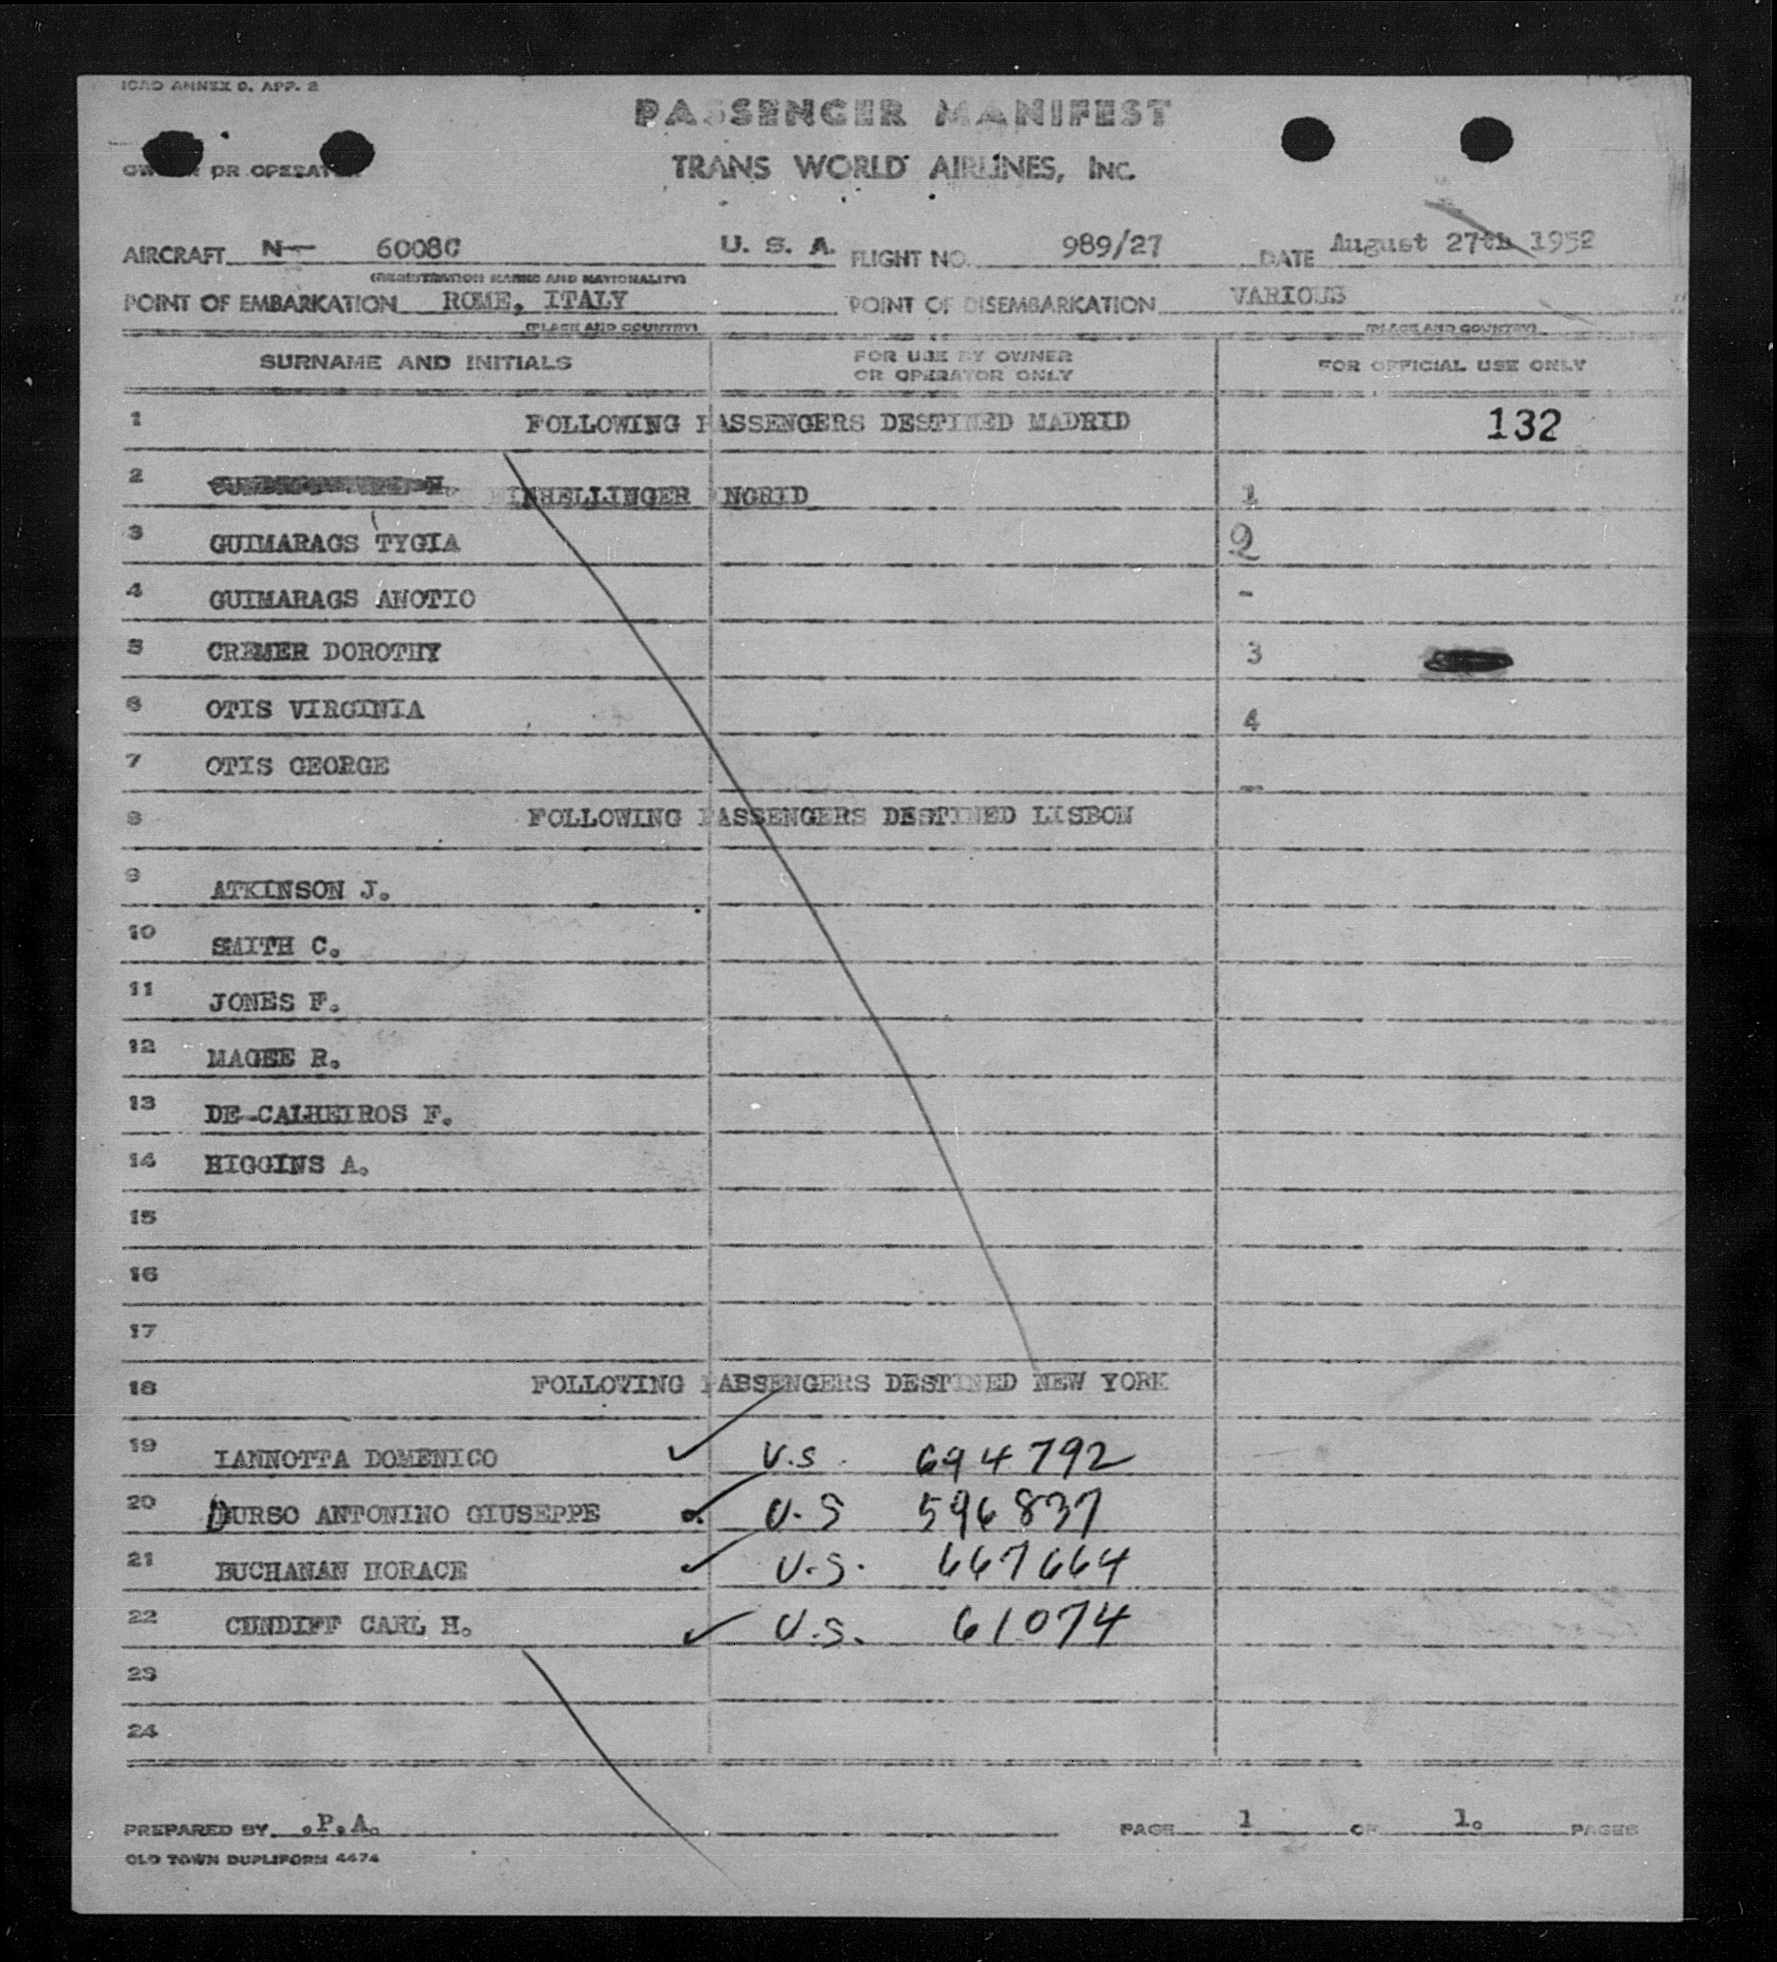 ICAO ANNEX 9. APP. 2
PASSENGER MANIFEST
OWNER OR OPERATOR
TRANS WORLD AIRLINES, INC.
AIRCRAFT N- 6008C U. S. A. FLIGHT NO. 989/27 DATE August 27th 1952
(REGISTRATION MARKS AND NATIONALITY)
POINT OF EMBARKATION ROME, ITALY POINT OF DISEMBARKATION VARIOUS
(PLACE AND COUNTRY) (PLACE AND COUNTRY)
SURNAME AND INITIALS FOR USE BY OWNER OR OPERATOR ONLY FOR OFFICIAL USE ONLY
1 FOLLOWING PASSENGERS DESTINED MADRID 132
2 INGRID 1
3 GUIMARAGS TYGIA 2
4 GUIMARAGS ANOTIO -
5 CREMER DOROTHY 3
6 OTIS VIRGINIA 4
7 OTIS GEORGE -
8 FOLLOWING PASSENGERS DESTINED LISBON
9 ATKINSON J.
10 SMITH C.
11 JONES F.
12 MAGEE R.
13 DE CALHEIROS F.
14 HIGGINS A.
15
16
17
18 FOLLOWING PASSENGERS DESTINED NEW YORK
19 IANNOTTA DOMENICO ✓ U.S. 694792
20 DURSO ANTONINO GIUSEPPE ✓ U.S 596837
21 BUCHANAN HORACE ✓ U.S. 667664
22 CUNDIFF CARL H. ✓ U.S. 61074
23
24
PREPARED BY .P.A. PAGE 1 OF 1. PAGES
OLD TOWN DUPLIFORM 4474